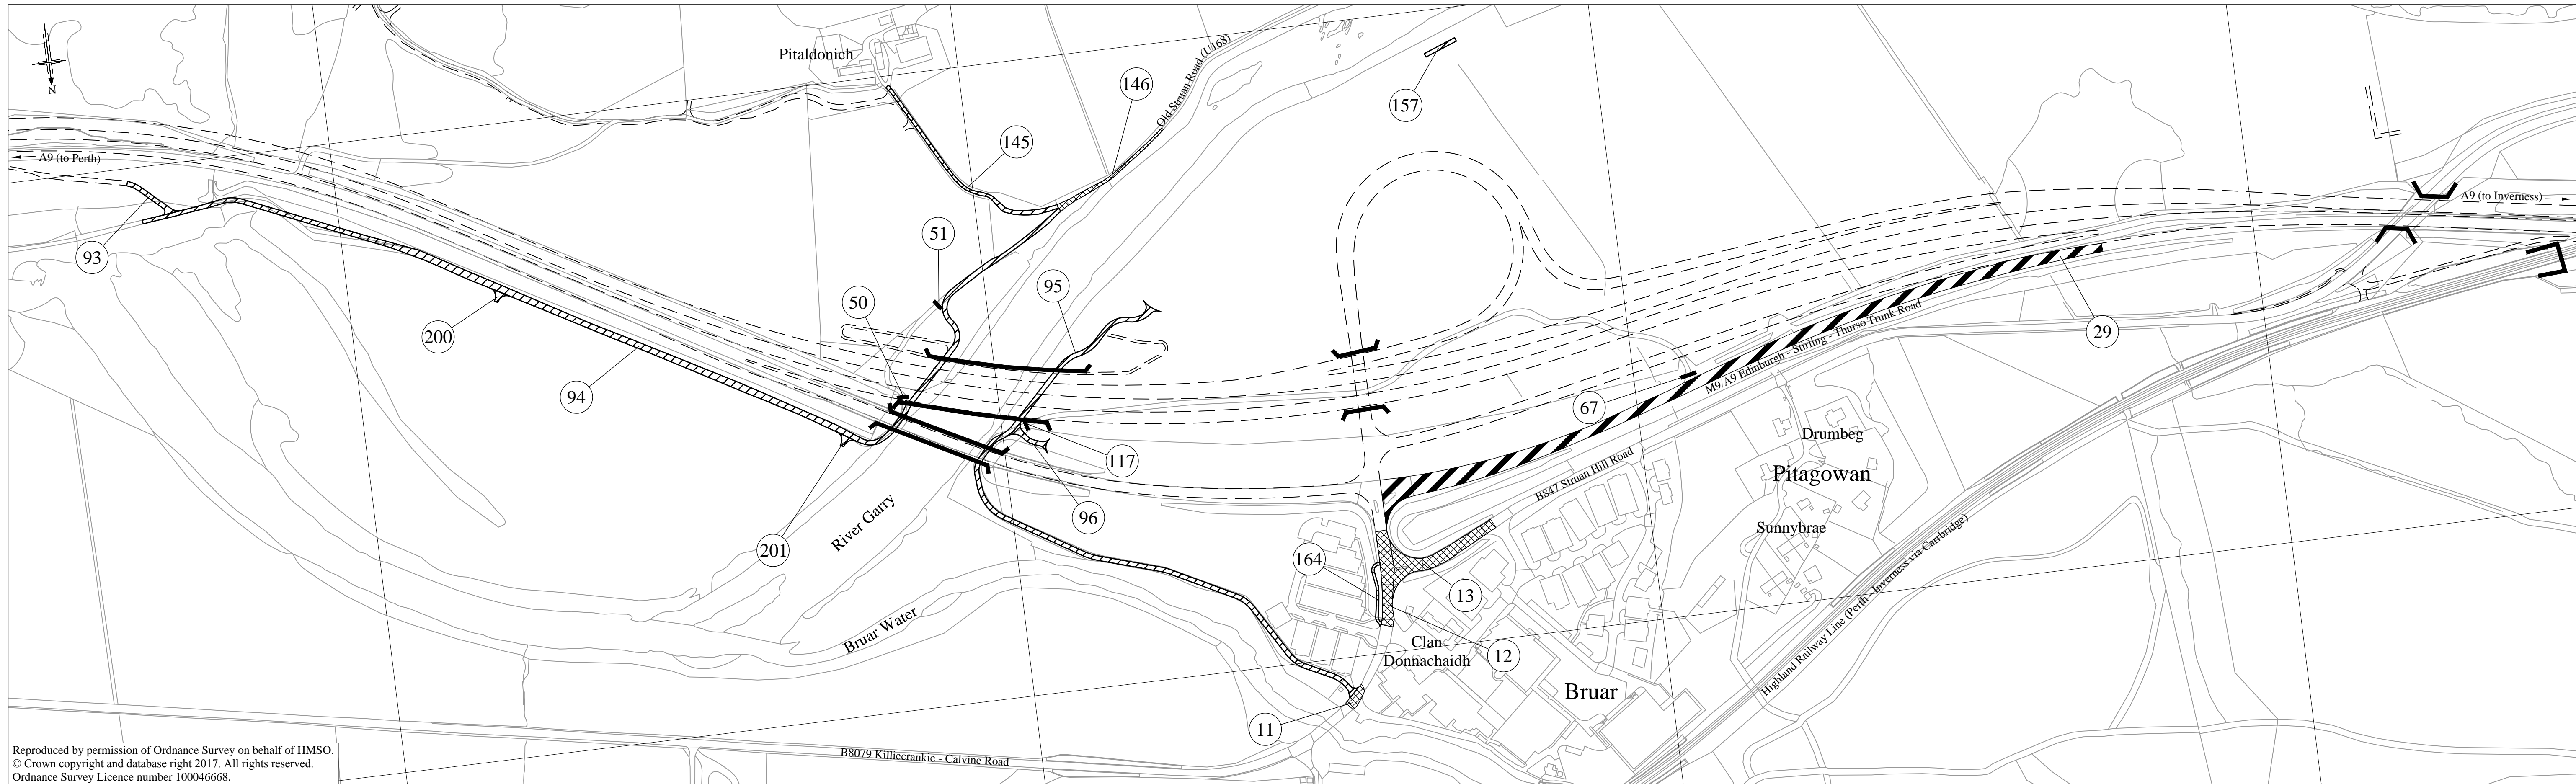 Pitaldonich
Old Struan Road (U168)
146
157
145
N
A9 (to Perth)
A9 (to Inverness)
93
51
95
50
200
29
M9/A9 Edinburgh - Stirling - Thurso Trunk Road
94
67
Drumbeg
117
Pitagowan
B847 Struan Hill Road
96
River Garry
Sunnybrae
201
164
13
Bruar Water
Highland Railway Line (Perth - Inverness via Carrbridge)
Clan
Donnachaidh
12
Bruar
11
B8079 Killiecrankie - Calvine Road
Reproduced by permission of Ordnance Survey on behalf of HMSO.
© Crown copyright and database right 2017. All rights reserved.
Ordnance Survey Licence number 100046668.